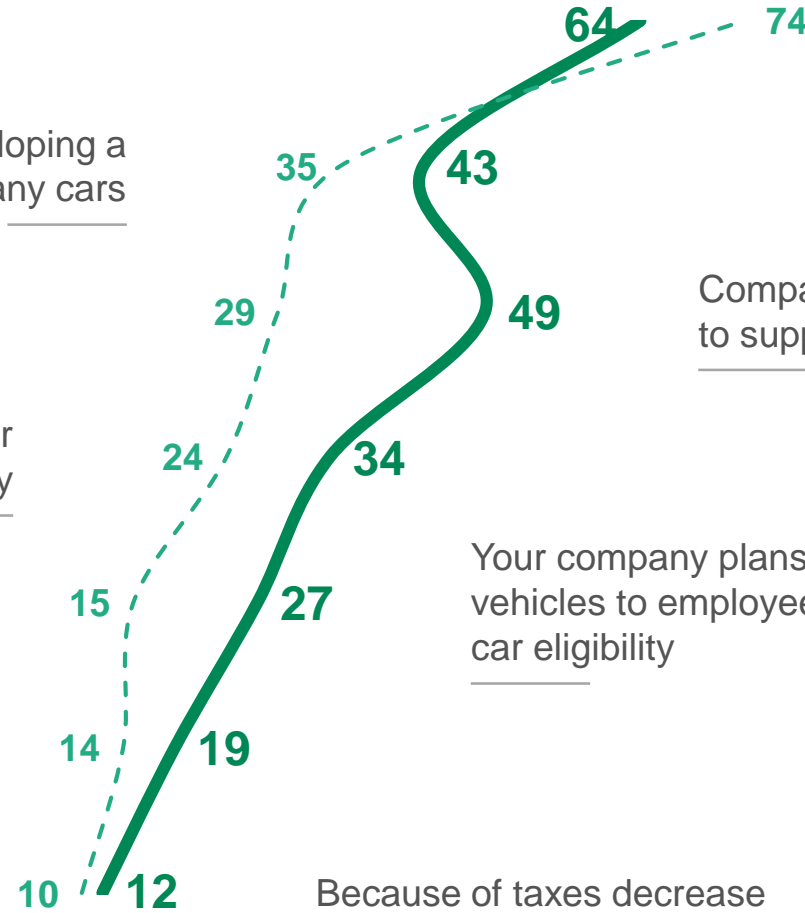 64
74
loping a
any cars
35
43
29
49
Compa
to supp
r
y
24
34
15
27
Your company plans
vehicles to employee
car eligibility
14
19
10
12
Because of taxes decrease